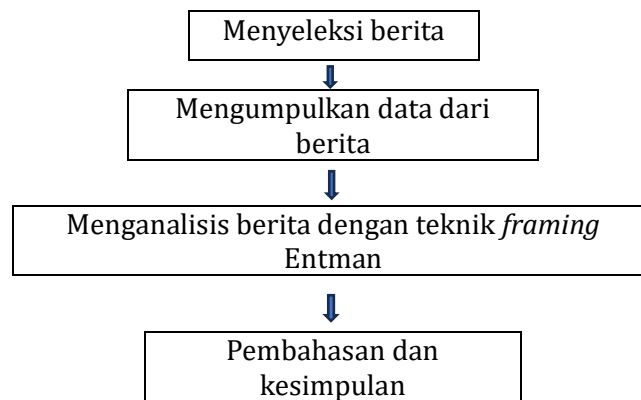 Menyeleksi berita
Mengumpulkan data dari
berita
Menganalisis berita dengan teknik framing
Entman
Pembahasan dan
kesimpulan